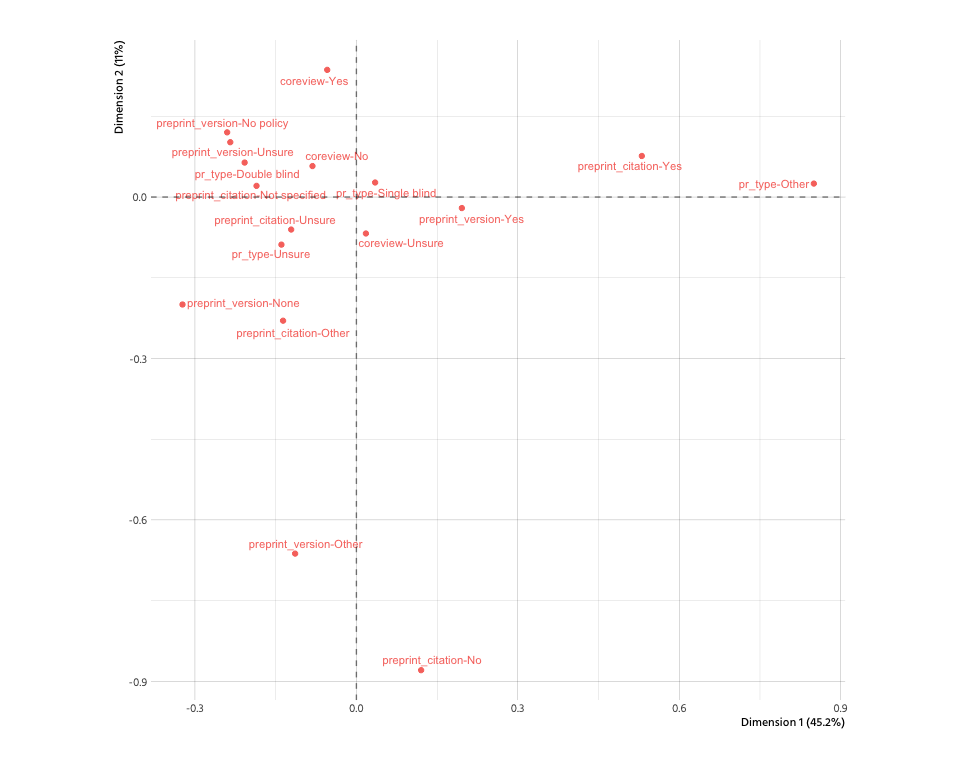 Dimension 2 (11%)
coreview-Yes
preprint_version-No policy
preprint_version-Unsure
coreview-No
preprint_citation-Yes
pr_type-Double blind
pr_type-Other
preprint_citation-Not specified
pr_type-Single blind
0.0
preprint_citation-Unsure
preprint_version-Yes
coreview-Unsure
pr_type-Unsure
preprint_version-None
preprint_citation-Other
-0.3
-0.6
preprint_version-Other
preprint_citation-No
-0.9
-0.3 0.0 0.3 0.6 0.9
Dimension 1 (45.2%)